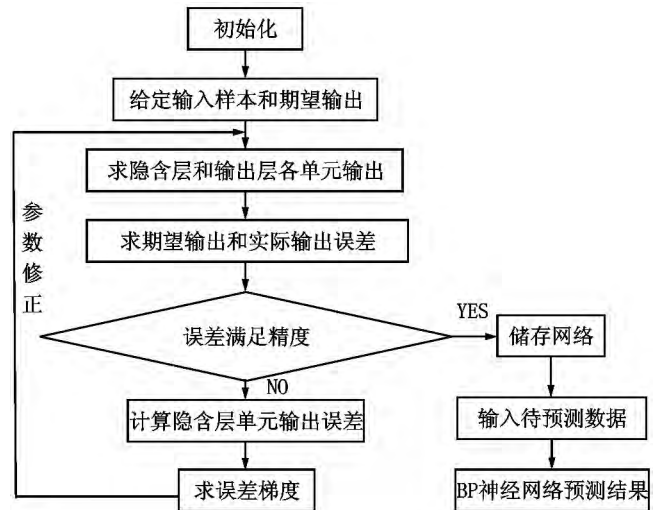 初始化
给定输入样本和期望输出
求隐含层和输出层各单元输出
参数修正
求期望输出和实际输出误差
误差满足精度
YES
储存网络
NO
计算隐含层单元输出误差
输入待预测数据
求误差梯度
BP神经网络预测结果